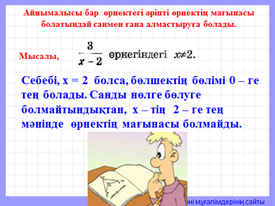 Айнымалысы бар өрнектегі әріпті өрнектің мағынасы
болатындай санмен ғана алмастыруға болады.
Мысалы, 3/(x − 2) өрнегіндегі x≠2.
Себебі, x = 2 болса, бөлшектің бөлімі 0 – ге
тең болады. Санды нөлге бөлуге
болмайтындықтан, x – тің 2 – ге тең
мәнінде өрнектің мағынасы болмайды.
мұғалімдерінің сайты